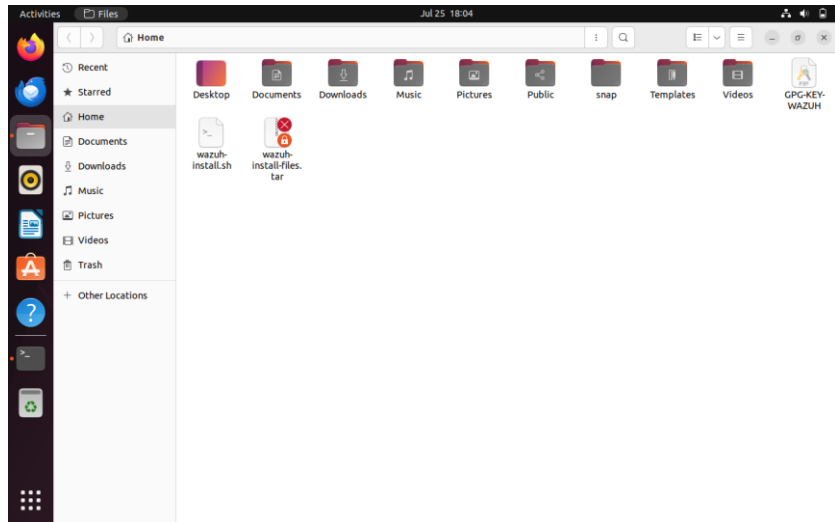 Activities Files Jul 25 18:04
Home
Recent
Starred
Home
Documents
Downloads
Music
Pictures
Videos
Trash
+ Other Locations
Desktop Documents Downloads Music Pictures Public snap Templates Videos GPG-KEY-
WAZUH
wazuh- wazuh-
install.sh install-files.
tar